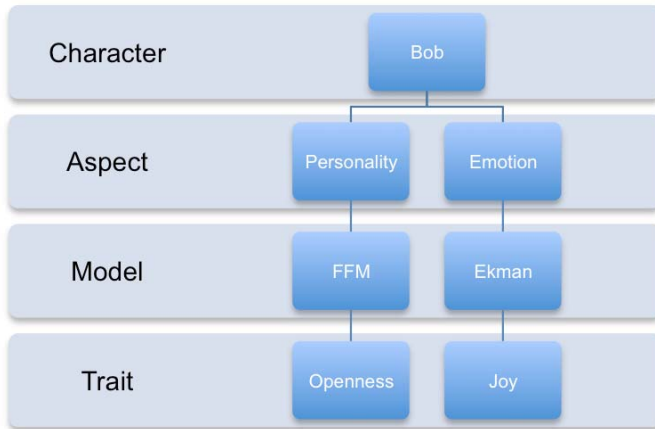 Character
Bob
Aspect
Personality
Emotion
Model
FFM
Ekman
Trait
Openness
Joy